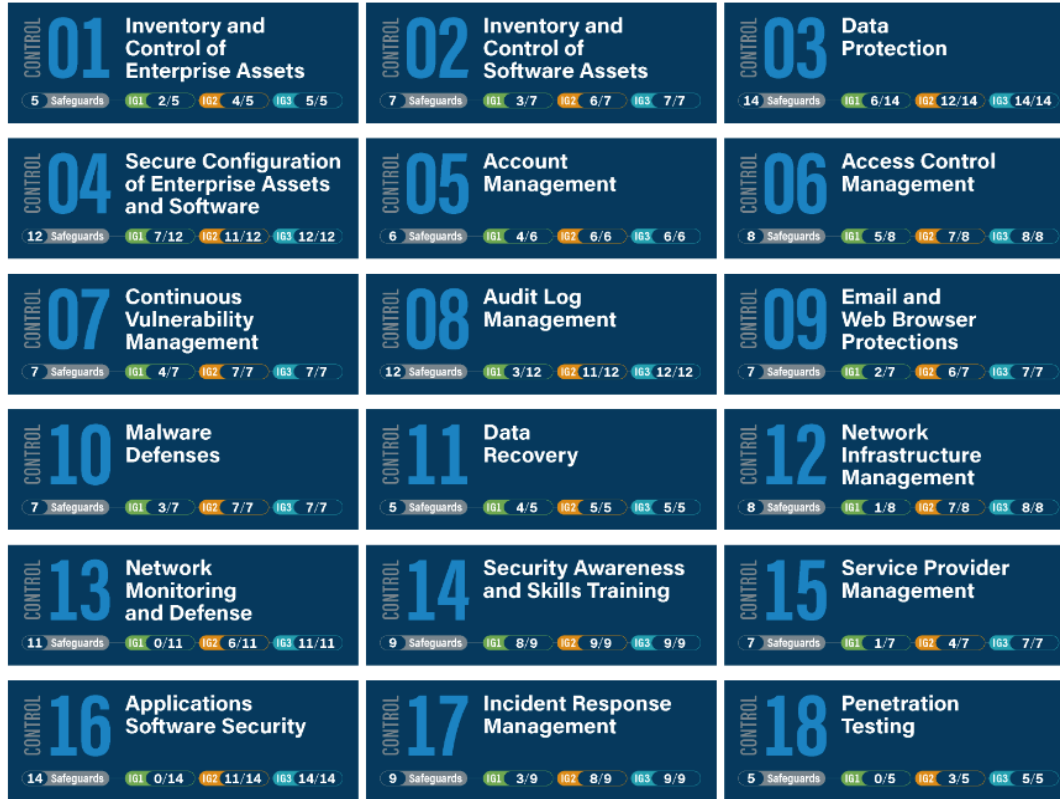 CONTROL 01 Inventory and
Control of
Enterprise Assets
5 Safeguards IG1 2/5 IG2 4/5 IG3 5/5
CONTROL 02 Inventory and
Control of
Software Assets
7 Safeguards IG1 3/7 IG2 6/7 IG3 7/7
CONTROL 03 Data
Protection
14 Safeguards IG1 6/14 IG2 12/14 IG3 14/14
CONTROL 04 Secure Configuration
of Enterprise Assets
and Software
12 Safeguards IG1 7/12 IG2 11/12 IG3 12/12
CONTROL 05 Account
Management
6 Safeguards IG1 4/6 IG2 6/6 IG3 6/6
CONTROL 06 Access Control
Management
8 Safeguards IG1 5/8 IG2 7/8 IG3 8/8
CONTROL 07 Continuous
Vulnerability
Management
7 Safeguards IG1 4/7 IG2 7/7 IG3 7/7
CONTROL 08 Audit Log
Management
12 Safeguards IG1 3/12 IG2 11/12 IG3 12/12
CONTROL 09 Email and
Web Browser
Protections
7 Safeguards IG1 2/7 IG2 6/7 IG3 7/7
CONTROL 10 Malware
Defenses
7 Safeguards IG1 3/7 IG2 7/7 IG3 7/7
CONTROL 11 Data
Recovery
5 Safeguards IG1 4/5 IG2 5/5 IG3 5/5
CONTROL 12 Network
Infrastructure
Management
8 Safeguards IG1 1/8 IG2 7/8 IG3 8/8
CONTROL 13 Network
Monitoring
and Defense
11 Safeguards IG1 0/11 IG2 6/11 IG3 11/11
CONTROL 14 Security Awareness
and Skills Training
9 Safeguards IG1 8/9 IG2 9/9 IG3 9/9
CONTROL 15 Service Provider
Management
7 Safeguards IG1 1/7 IG2 4/7 IG3 7/7
CONTROL 16 Applications
Software Security
14 Safeguards IG1 0/14 IG2 11/14 IG3 14/14
CONTROL 17 Incident Response
Management
9 Safeguards IG1 3/9 IG2 8/9 IG3 9/9
CONTROL 18 Penetration
Testing
5 Safeguards IG1 0/5 IG2 3/5 IG3 5/5